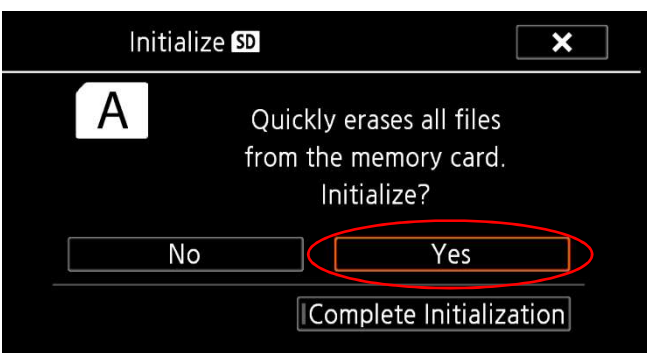 Initialize SD
A
Quickly erases all files
from the memory card.
Initialize?
No Yes
Complete Initialization